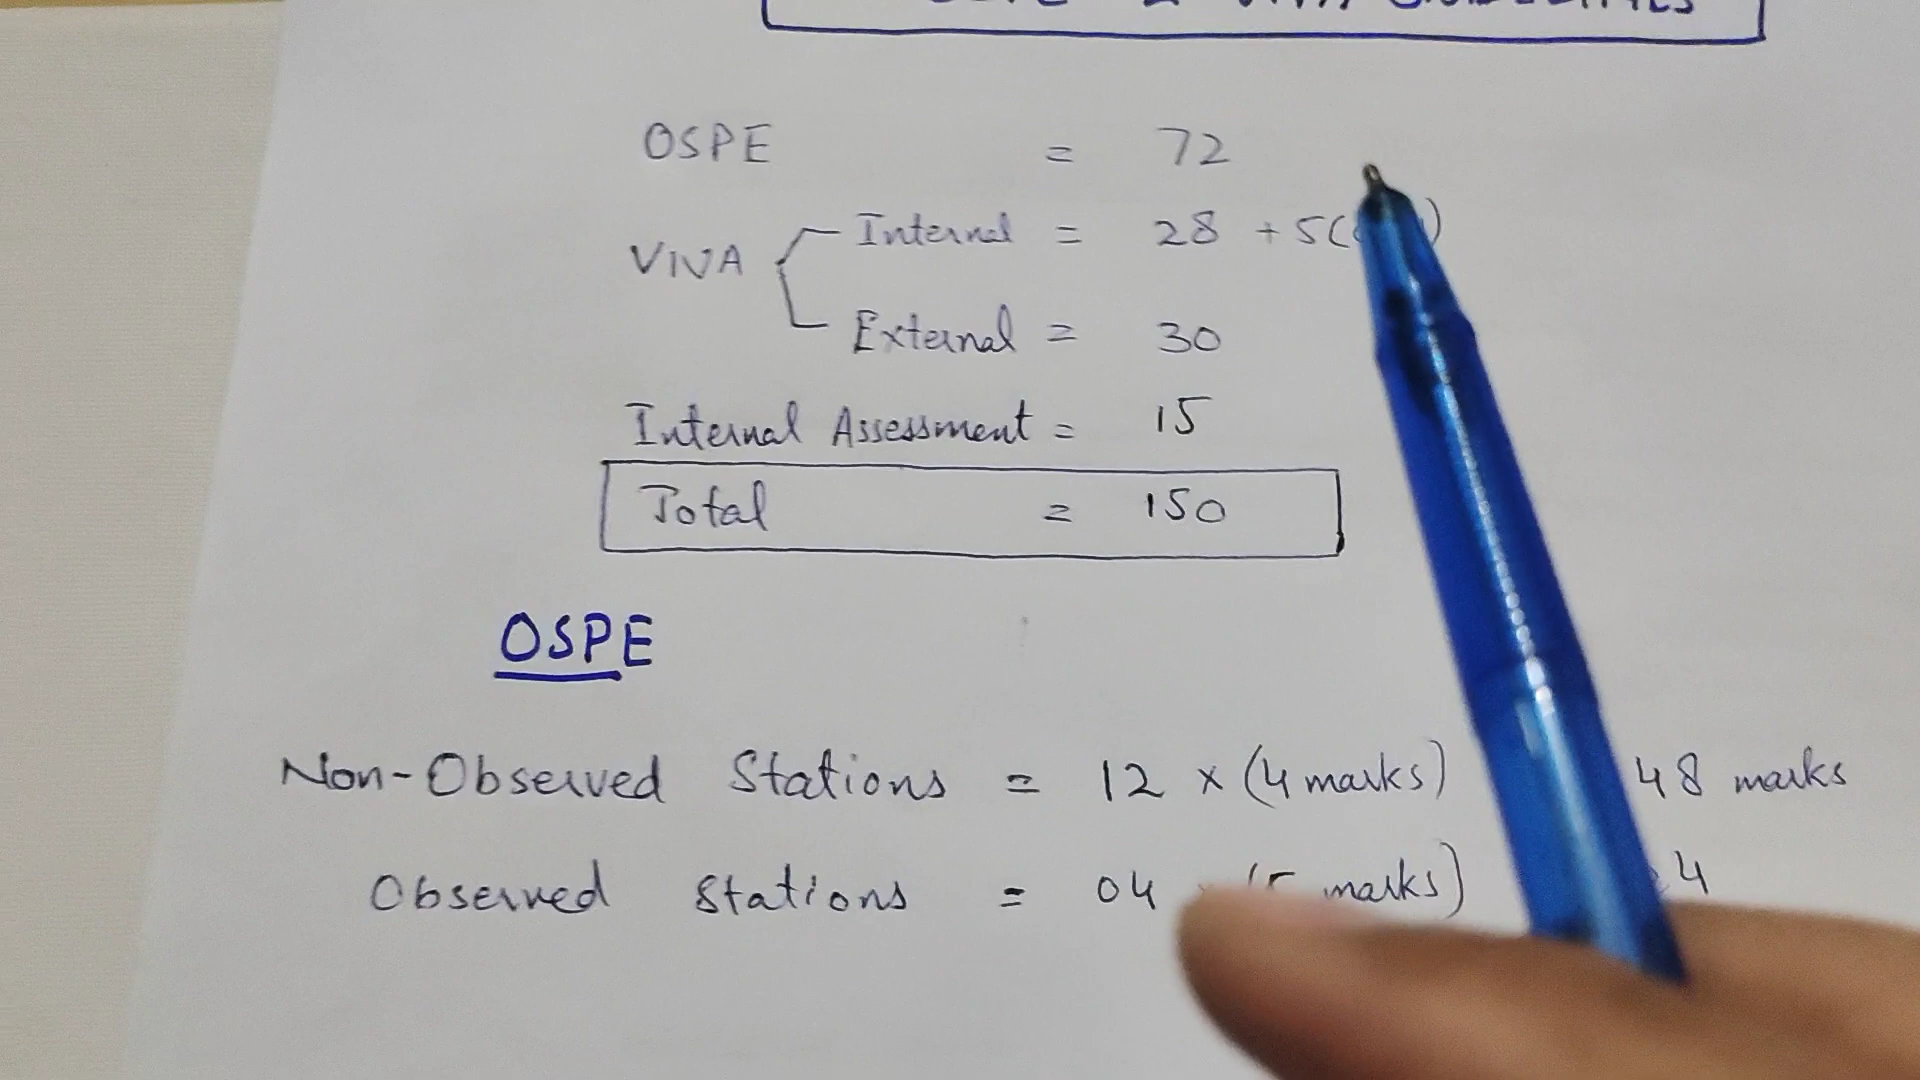 OSPE = 72
VIVA
Internal = 28 + 5( )
External = 30
Internal Assessment = 15
Total = 150
OSPE
Non-Observed Stations = 12 x (4 marks) 48 marks
Observed Stations = 04 marks) 4